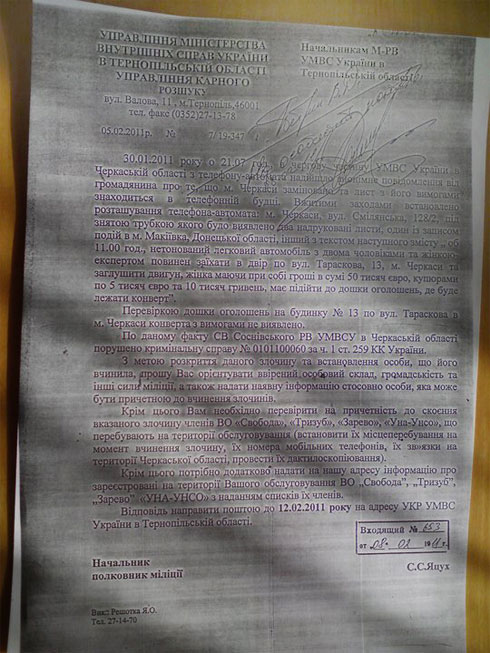 УПРАВЛІННЯ МІНІСТЕРСТВА
ВНУТРІШНІХ СПРАВ УКРАЇНИ
В ТЕРНОПІЛЬСЬКІЙ ОБЛАСТІ
УПРАВЛІННЯ КАРНОГО
РОЗШУКУ
вул. Валова, 11, м.Тернопіль,46001
тел. факс (0352)27-13-78
05.02.2011р. № 7/19-347
Начальникам М-РВ
УМВС України в
Тернопільській області
30.01.2011 року о 21.07 год. УМВС України в
Черкаській області з телефону-автомата надійшло повідомлення від
громадянина про те, що м. Черкаси заміновано та лист з його вимогами
знаходиться в телефонній будці. Вжитими заходами встановлено
розташування телефона-автомата м. Черкаси, вул. Смілянська, 128/2, під
знятою трубкою якого було виявлено два надруковані листи, один із записом
подій в м. Макіївка, Донецької області, інший з текстом наступного змісту „ об
11.00 год., нетонований легковий автомобіль з двома чоловіками та жінкою
експертом повинен заїхати в двір по вул. Тараскова, 13, м. Черкаси та
заглушити двигун, жінка маючи при собі гроші в сумі 50 тисяч євро, купюрами
по 5 тисяч євро та 10 тисяч гривень, має підійти до дошки оголошень, де буде
лежати конверт”.
Перевіркою дошки оголошень на будинку № 13 по вул. Тараскова в
м. Черкаси конверта з вимогами не виявлено.
По даному факту СВ Соснівського РВ УМВСУ в Черкаській області
порушено кримінальну справу № 0101100060 за ч. 1 ст. 259 КК України.
З метою розкриття даного злочину та встановлення особи, що його
вчинила, прошу Вас орієнтувати ввірений особовий склад, громадськість та
інші сили міліції, а також надати наявну інформацію стосовно особи, яка може
бути причетною до вчинення злочинів.
Крім цього Вам необхідно перевірити на причетність до скоєння
вказаного злочину членів ВО «Свобода», «Тризуб», «Зарево», «Уна-Унсо», що
перебувають на території обслуговування (встановити їх місцеперебування на
момент вчинення злочину, їх номера мобільних телефонів, їх зв»язки на
території Черкаської області, провести їх дактилоскопіювання).
Крім цього потрібно додатково надати на нашу адресу інформацію про
зареєстровані на території Вашого обслуговування ВО „Свобода”, „Тризуб”,
„Зарево” «УНА-УНСО» з наданням списків їх членів.
Відповідь направити поштою до 12.02.2011 на адресу УКР УМВС
України в Тернопільській області.
Входящий № 653
от 08 02 2011 г.
Начальник
полковник міліції
С.С.Яцух
Викл Решотка Я.О.
Тел. 27-14-70